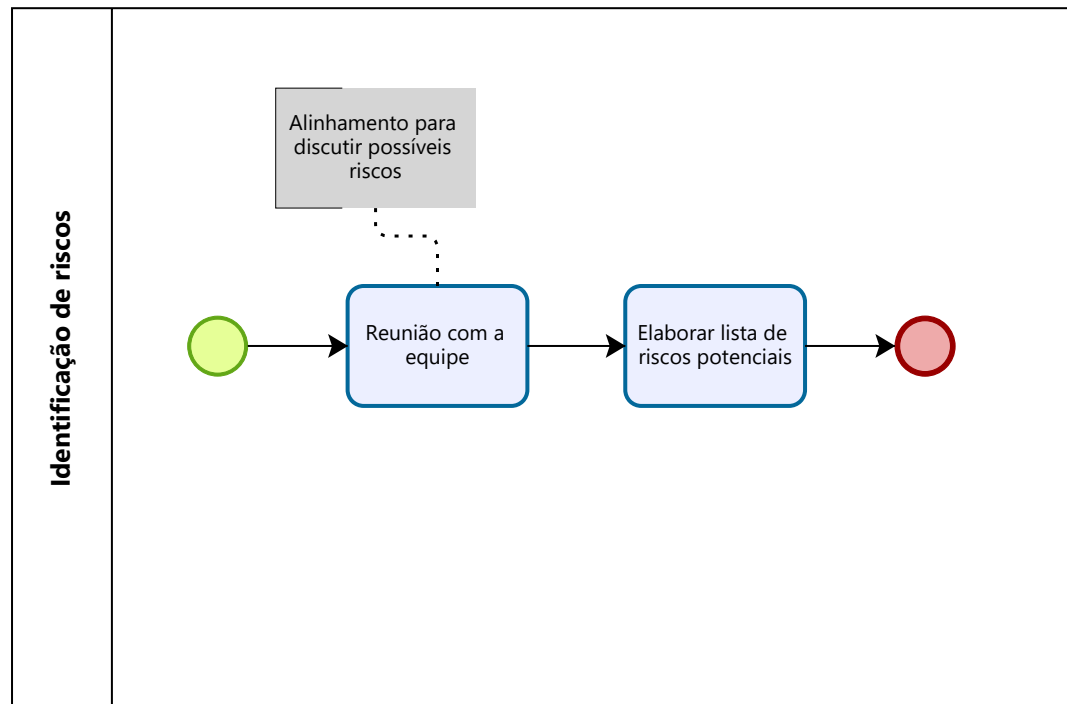 Identificação de riscos
Alinhamento para
discutir possíveis
riscos
Reunião com a
equipe
Elaborar lista de
riscos potenciais